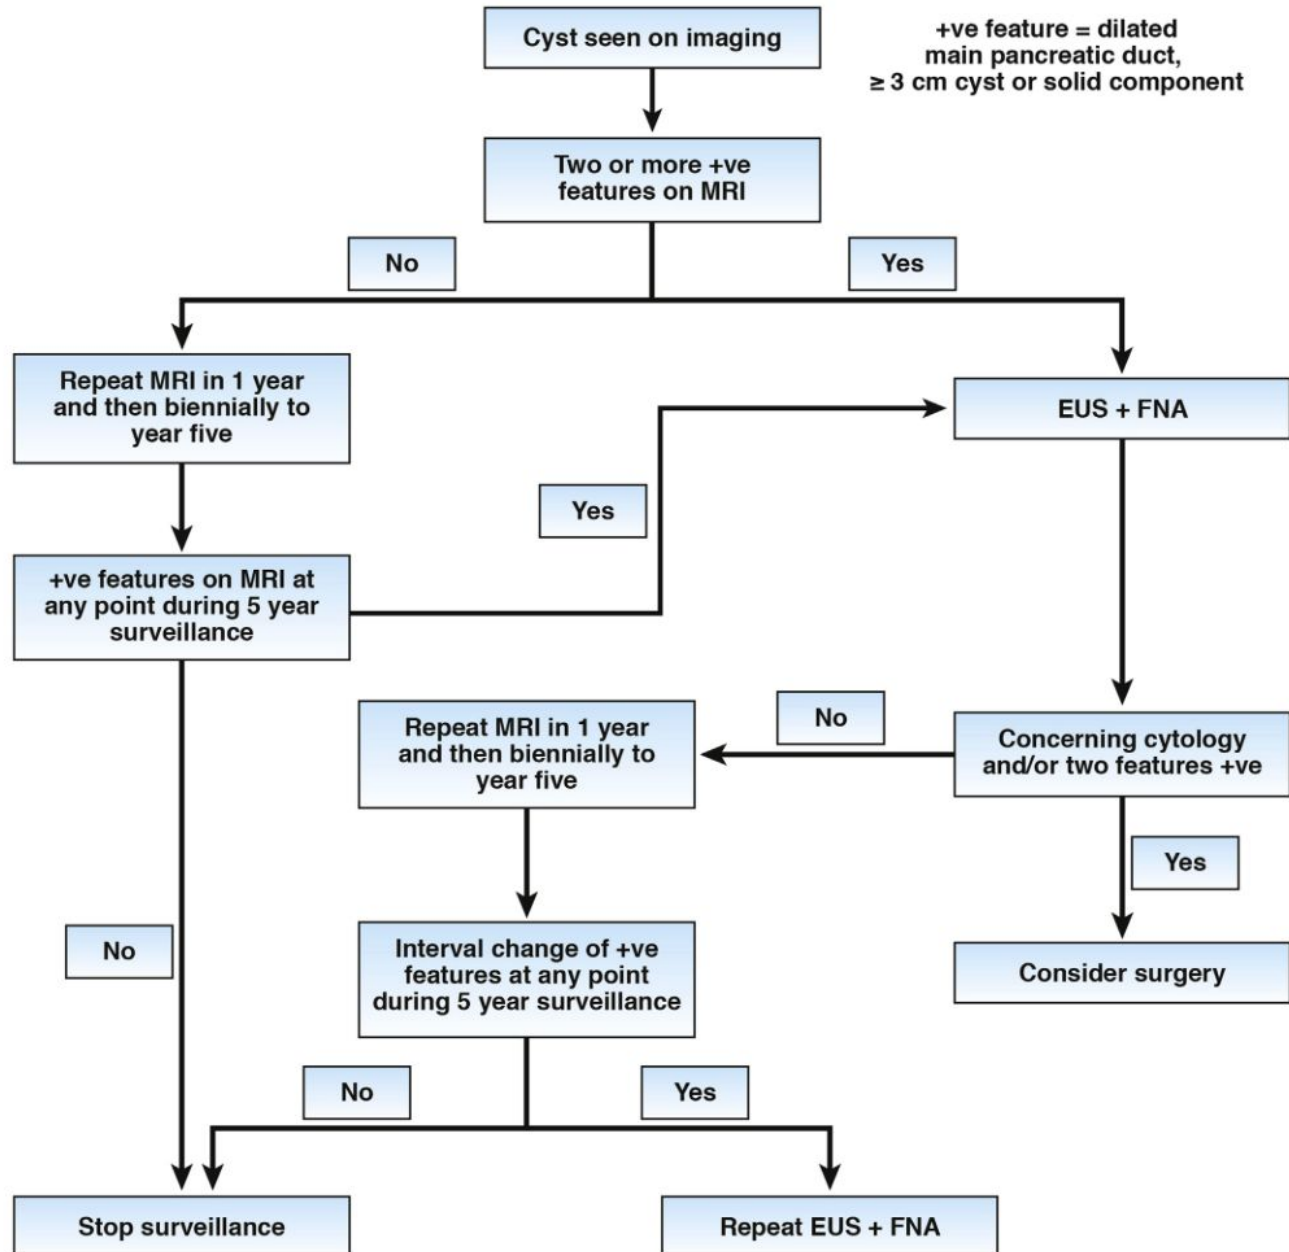 Cyst seen on imaging
+ve feature = dilated
main pancreatic duct,
≥ 3 cm cyst or solid component
Two or more +ve
features on MRI
No
Yes
Repeat MRI in 1 year
and then biennially to
year five
EUS + FNA
Yes
+ve features on MRI at
any point during 5 year
surveillance
No
Repeat MRI in 1 year
and then biennially to
year five
Concerning cytology
and/or two features +ve
Yes
No
Interval change of +ve
features at any point
during 5 year surveillance
Consider surgery
No
Yes
Stop surveillance
Repeat EUS + FNA